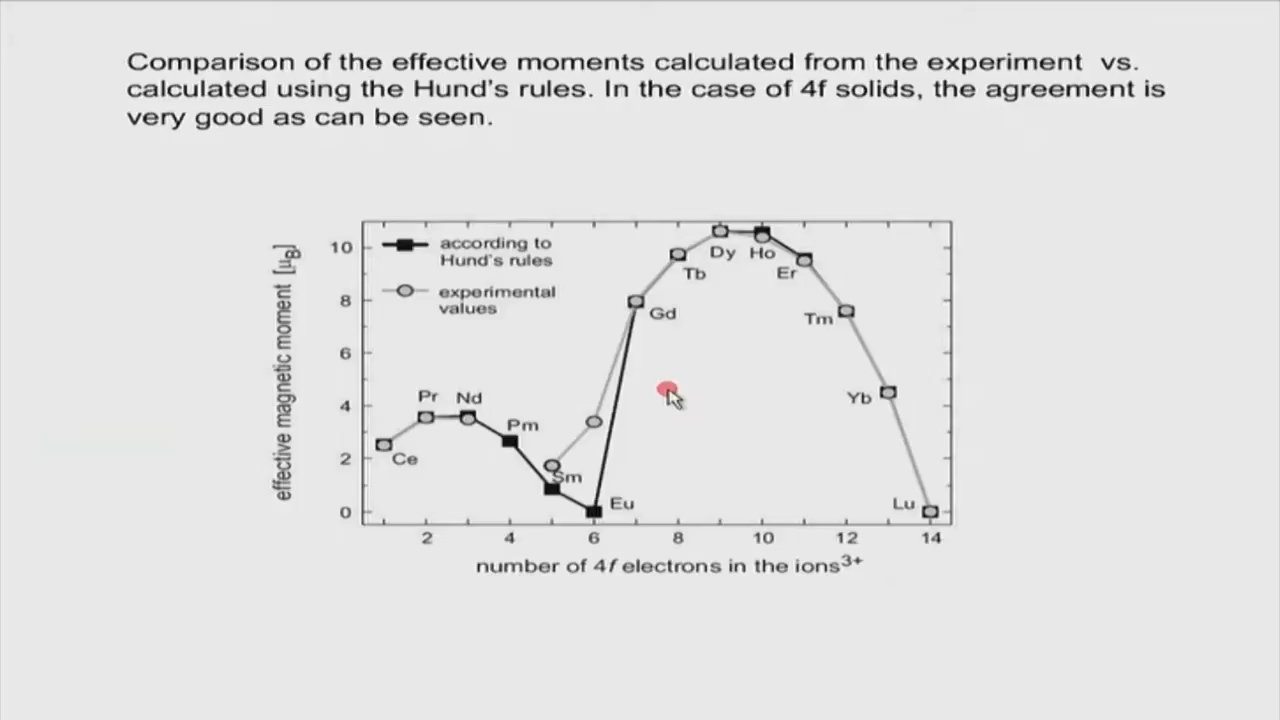 Comparison of the effective moments calculated from the experiment vs.
calculated using the Hund's rules. In the case of 4f solids, the agreement is
very good as can be seen.
effective magnetic moment [μB]
10
8
6
4
2
0
according to
Hund's rules
experimental
values
Ce
Pr
Nd
Pm
Sm
Eu
Gd
Tb
Dy
Ho
Er
Tm
Yb
Lu
2
4
6
8
10
12
14
number of 4f electrons in the ions3+